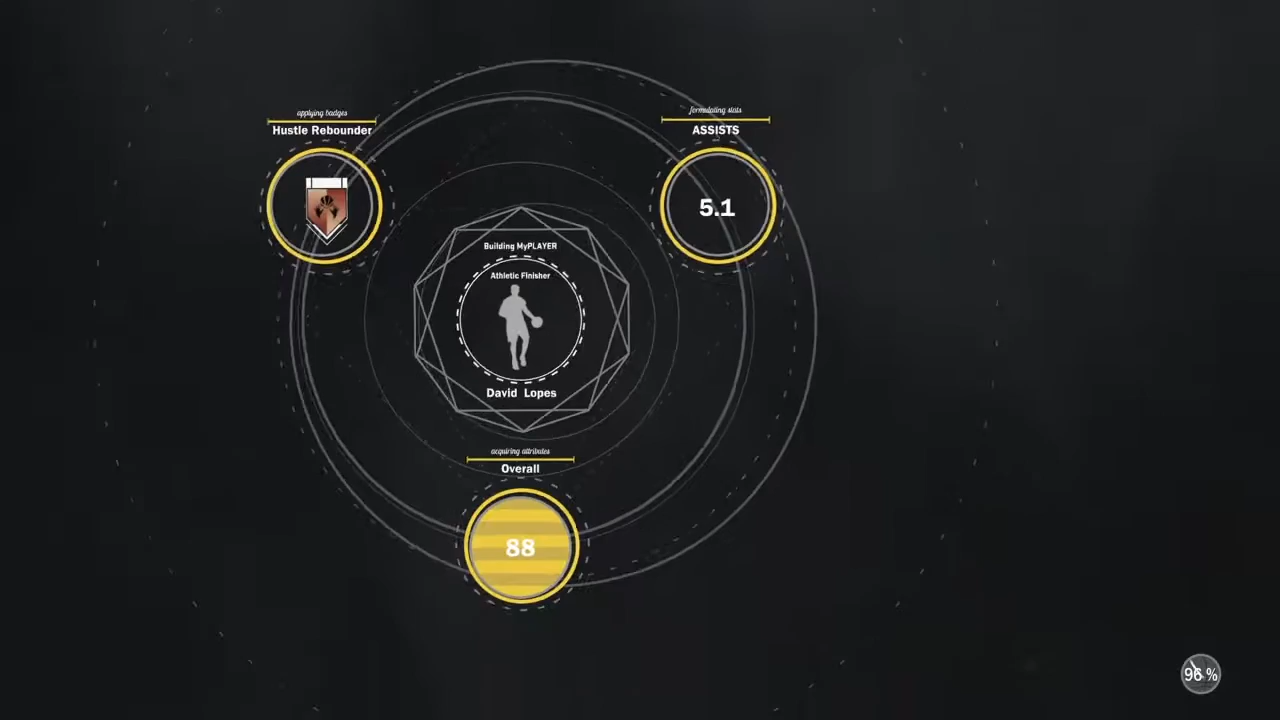 applying badges
Hustle Rebounder
formulating stats
ASSISTS
5.1
Building MyPLAYER
Athletic Finisher
David Lopes
acquiring attributes
Overall
88
96 %